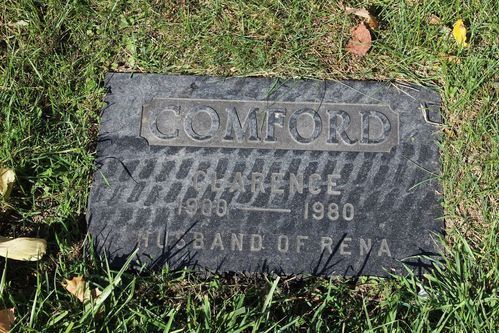 COMFORD
CLARENCE
1900 — 1980
HUSBAND OF RENA